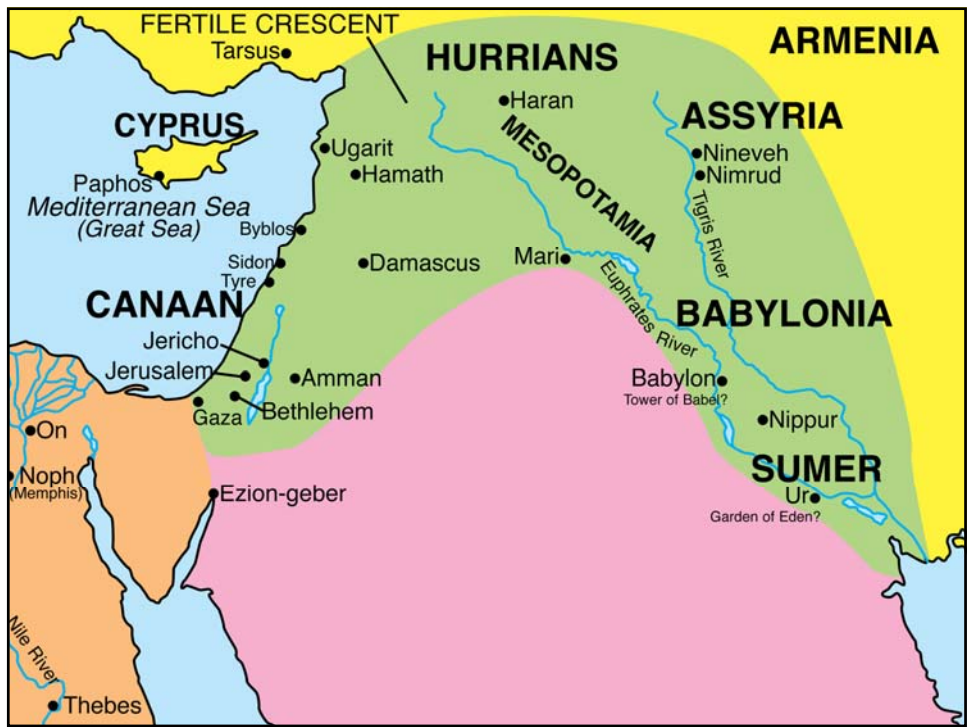 FERTILE CRESCENT
Tarsus
HURRIANS
ARMENIA
Haran
CYPRUS
MESOPOTAMIA
ASSYRIA
Ugarit
Nineveh
Hamath
Nimrud
Paphos
Mediterranean Sea
(Great Sea)
Tigris River
Byblos
Mari
Sidon
Damascus
Tyre
Euphrates River
CANAAN
BABYLONIA
Jericho
Jerusalem
Amman
Babylon
Tower of Babel?
Gaza
Bethlehem
Nippur
On
SUMER
Noph
(Memphis)
Ezion-geber
Ur
Garden of Eden?
Nile River
Thebes